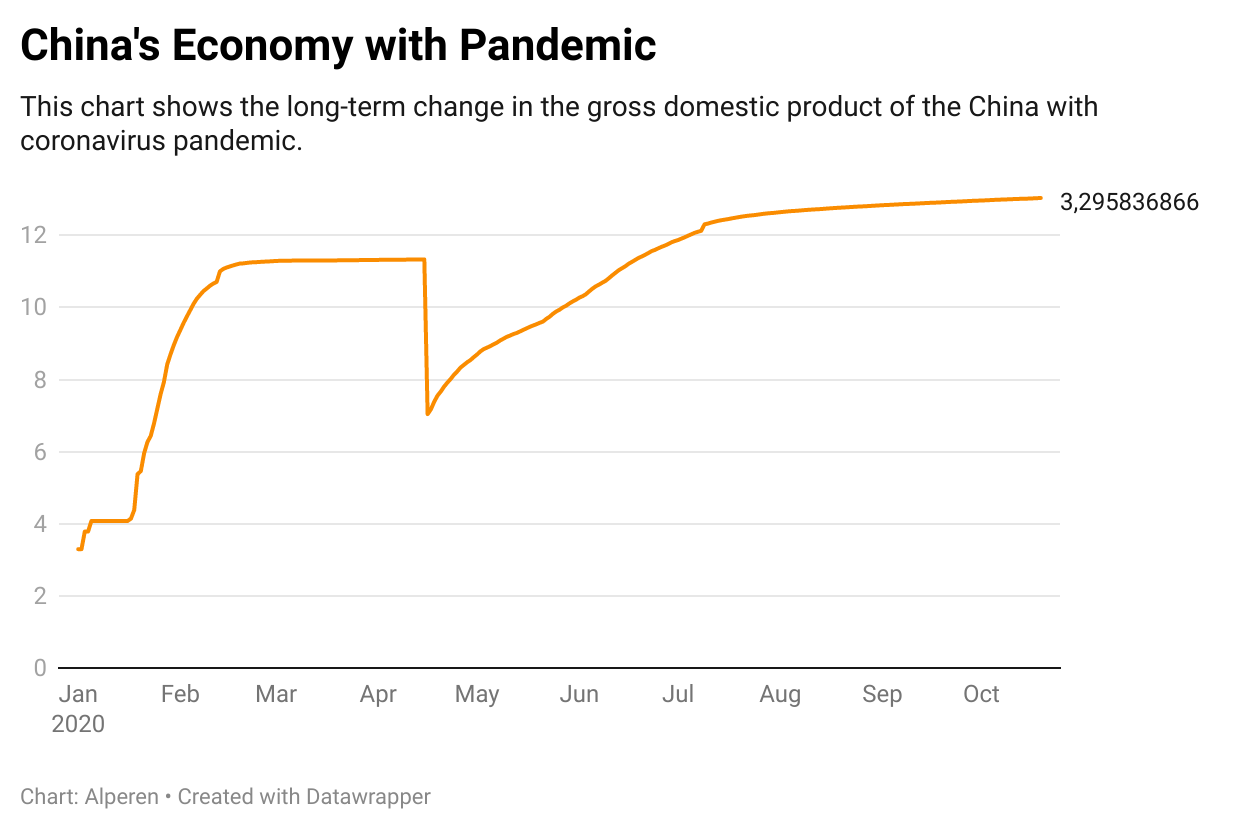 China's Economy with Pandemic
This chart shows the long-term change in the gross domestic product of the China with
coronavirus pandemic.
3,295836866
12
10
8
6
4
2
0
Jan Feb Mar Apr May Jun Jul Aug Sep Oct
2020
Chart: Alperen • Created with Datawrapper